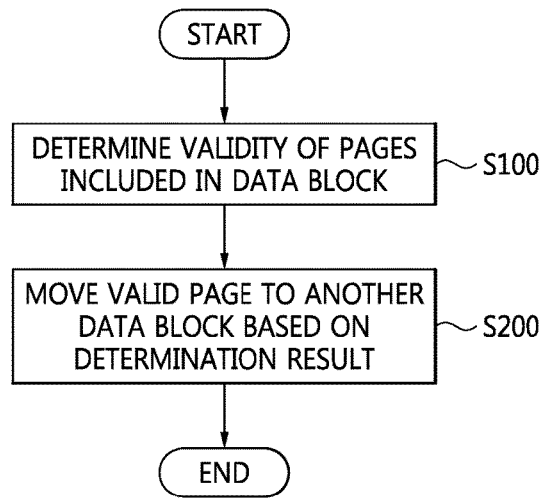 START
DETERMINE VALIDITY OF PAGES
INCLUDED IN DATA BLOCK
S100
MOVE VALID PAGE TO ANOTHER
DATA BLOCK BASED ON
DETERMINATION RESULT
S200
END